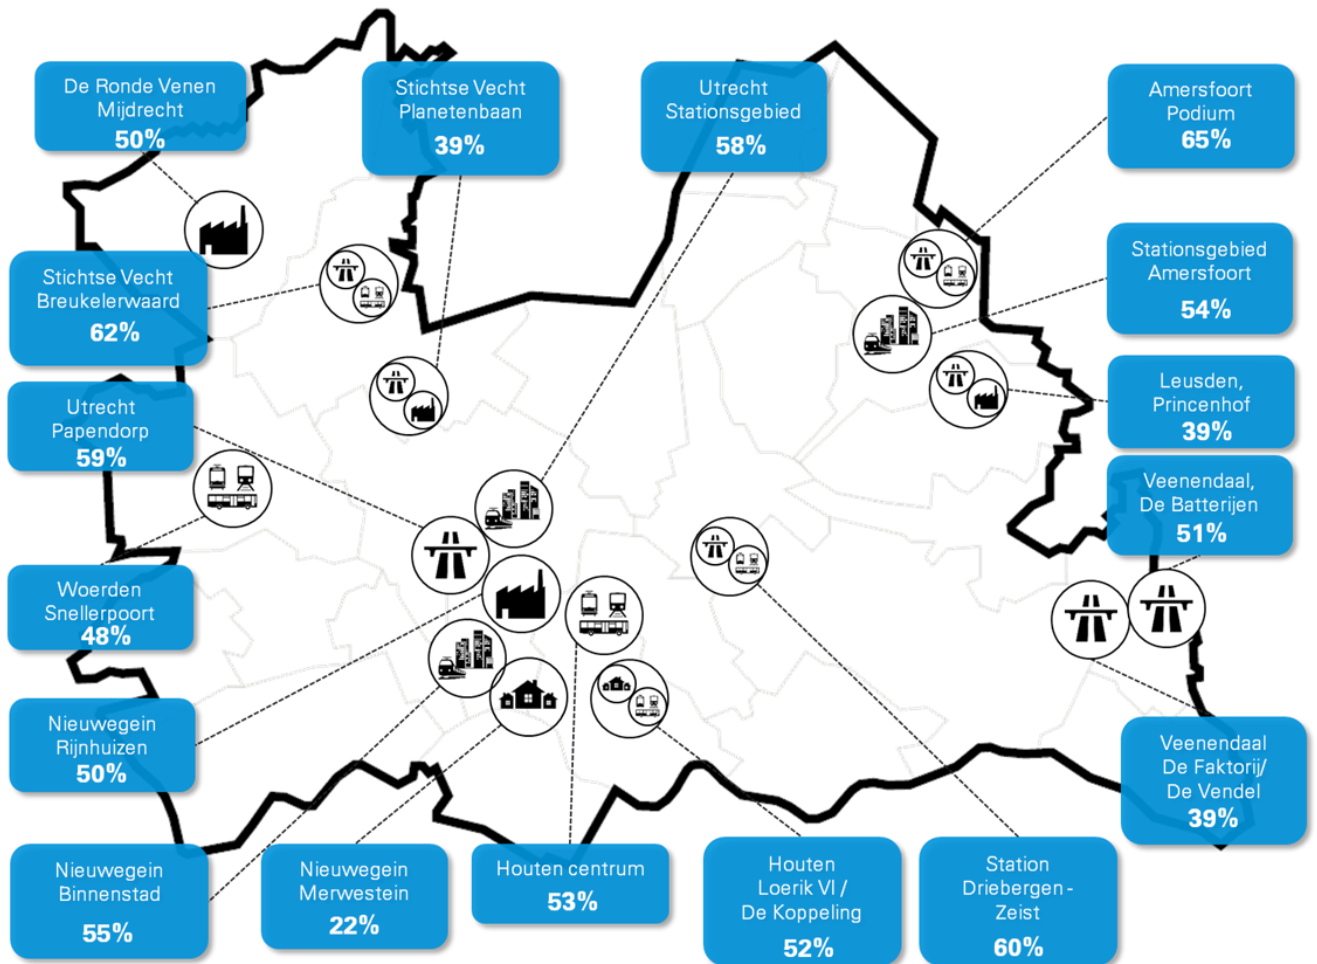 De Ronde Venen
Mijdrecht
50%
Stichtse Vecht
Planetenbaan
39%
Utrecht
Stationsgebied
58%
Amersfoort
Podium
65%
Stichtse Vecht
Breukelerwaard
62%
Stationsgebied
Amersfoort
54%
Utrecht
Papendorp
59%
Leusden,
Princenhof
39%
Veenendaal,
De Batterijen
51%
Woerden
Snellerpoort
48%
Nieuwegein
Rijnhuizen
50%
Veenendaal
De Faktorij/
De Vendel
39%
Nieuwegein
Binnenstad
55%
Nieuwegein
Merwestein
22%
Houten centrum
53%
Houten
Loerik VI /
De Koppeling
52%
Station
Driebergen-
Zeist
60%